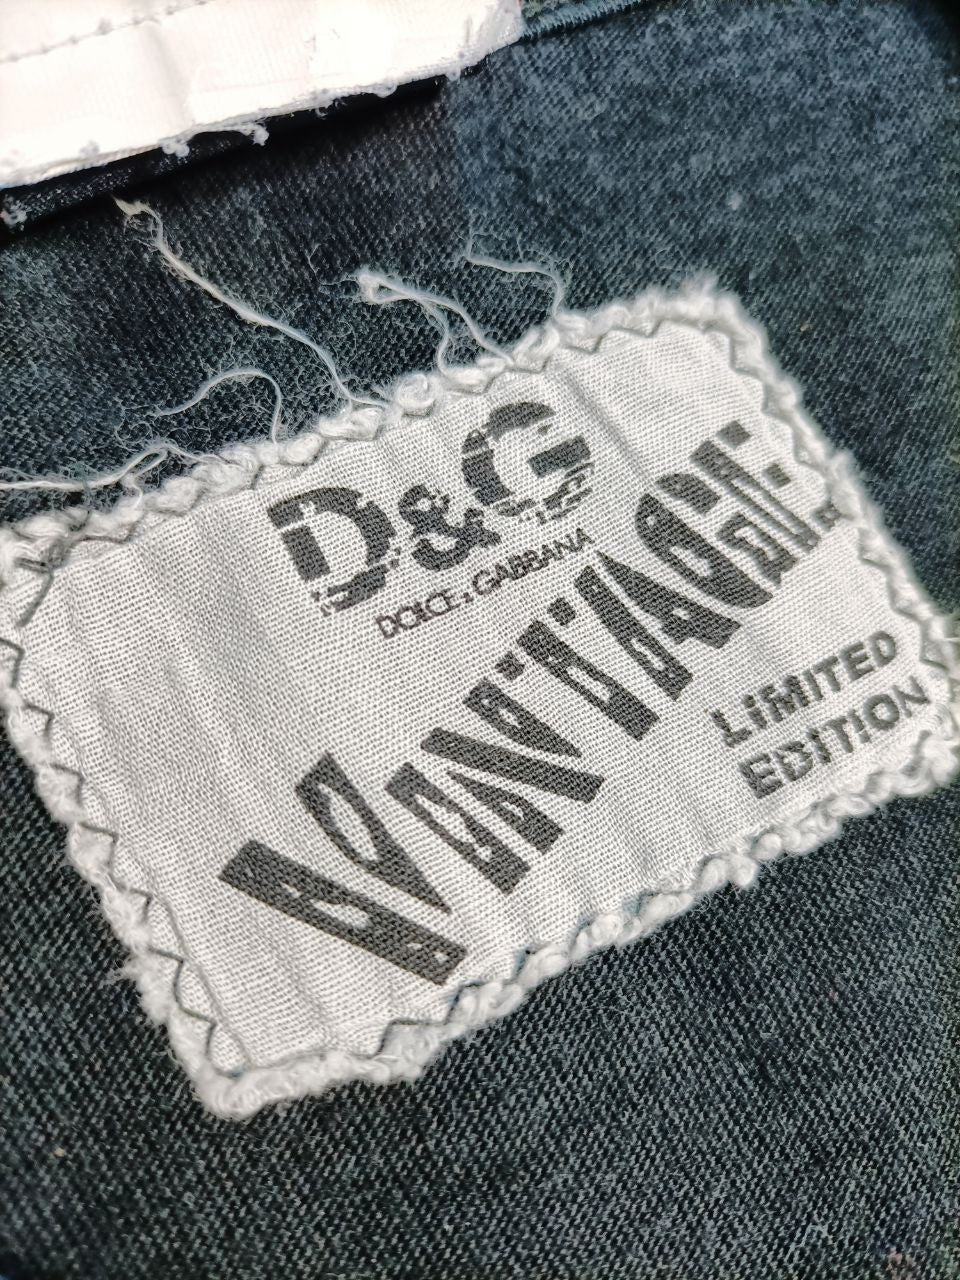 D&G
DOLCE & GABBANA
VINTAGE
LiMiTED
EDiTiON